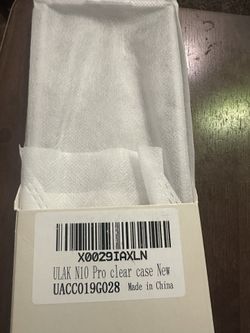 X0029IAXLN
ULAK N10 Pro clear case New
UACC019G028 Made in China